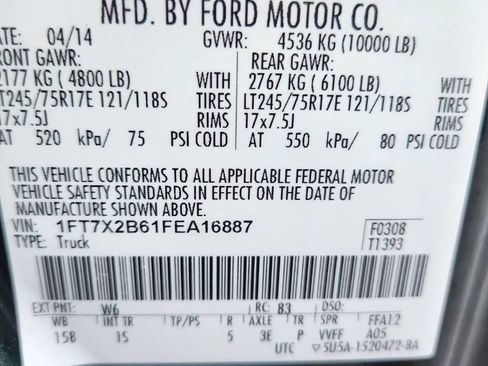 MFD. BY FORD MOTOR CO.
DATE: 04/14 GVWR: 4536 KG (10000 LB)
FRONT GAWR: REAR GAWR:
2177 KG ( 4800 LB) WITH 2767 KG ( 6100 LB) WITH
LT245/75R17E 121/118S TIRES LT245/75R17E 121/118S TIRES
17x7.5J RIMS 17x7.5J RIMS
AT 520 kPa/ 75 PSI COLD AT 550 kPa/ 80 PSI COLD
THIS VEHICLE CONFORMS TO ALL APPLICABLE FEDERAL MOTOR
VEHICLE SAFETY STANDARDS IN EFFECT ON THE DATE OF
MANUFACTURE SHOWN ABOVE.
VIN: 1FT7X2B61FEA16887 F0308
TYPE: Truck T1393
EXT PNT: W6 RC: 83 DSO:
WB INT TR TP/PS R AXLE TR SPR FFA12
15B 1S 5 3E P VVFF A05
UTC ▽5U5A-1520472-BA